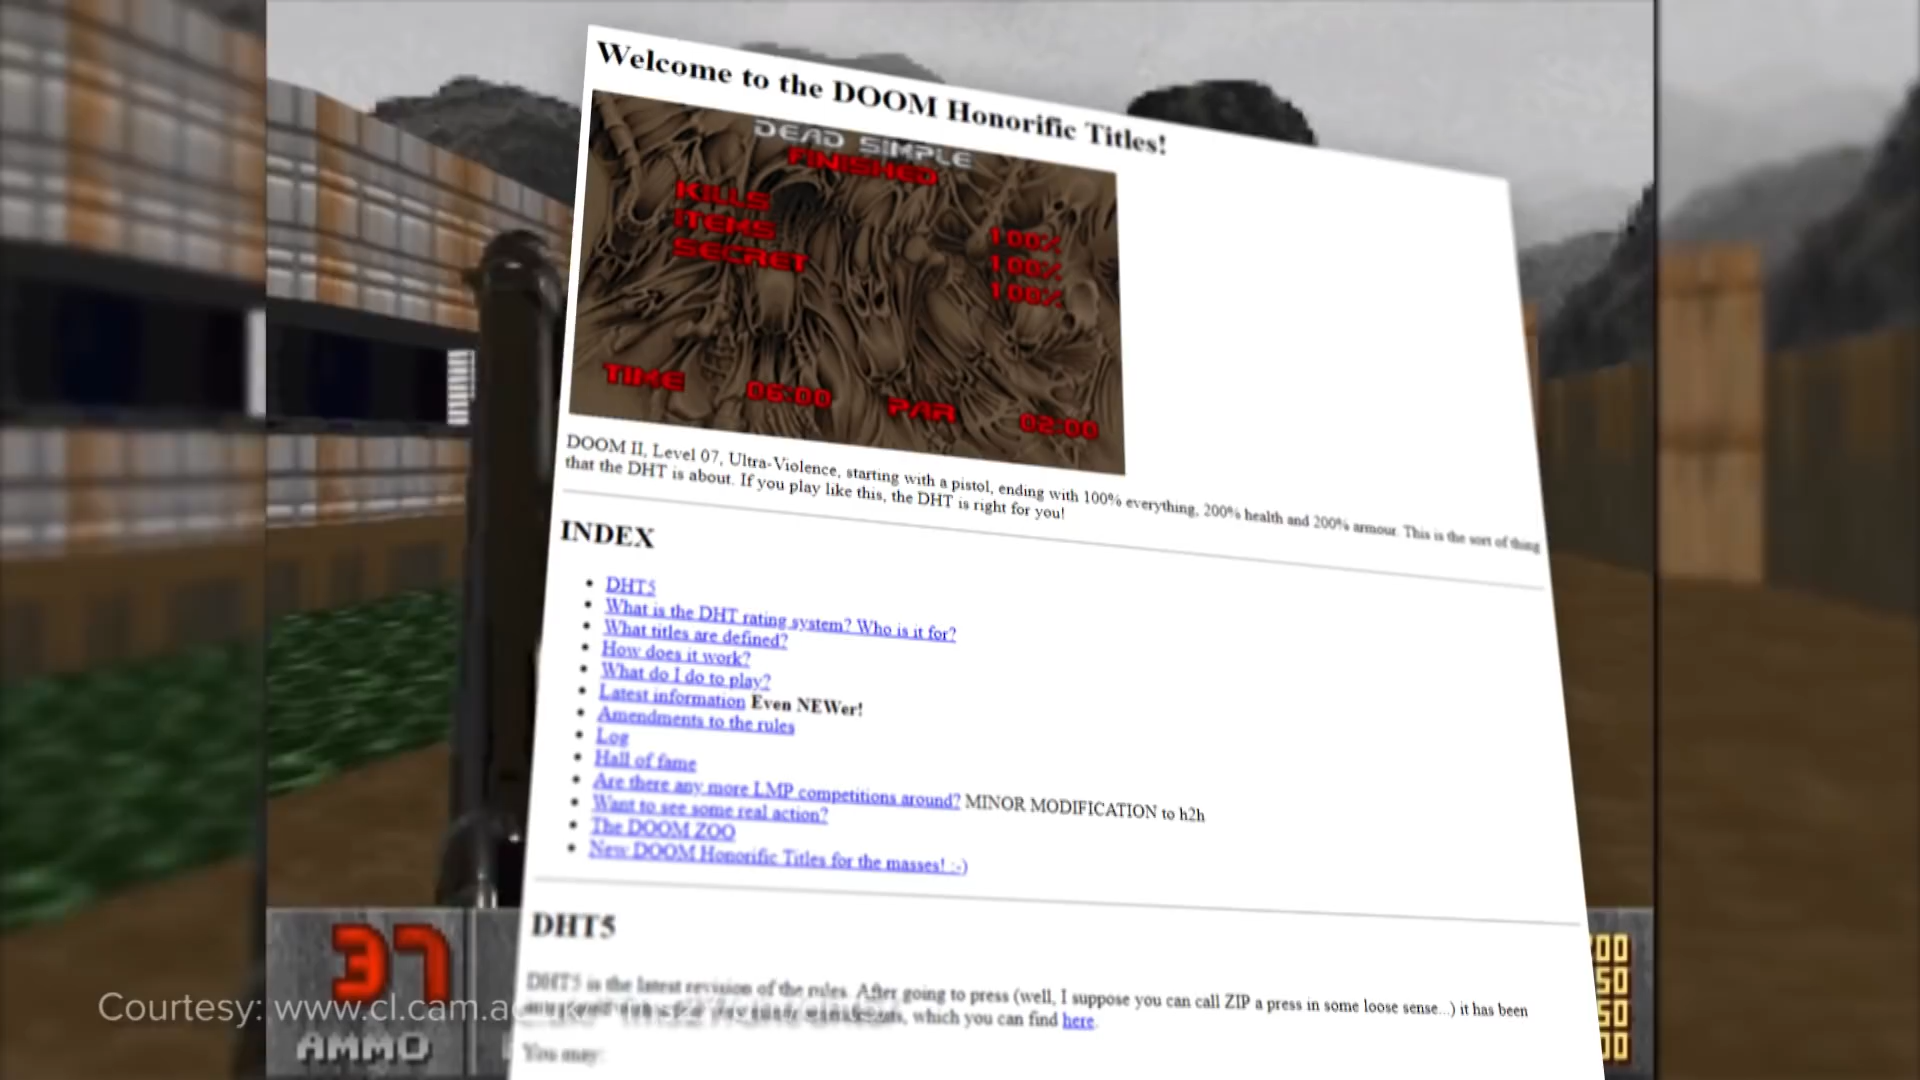 Welcome to the DOOM Honorific Titles!
DEAD SIMPLE
FINISHED
KILLS 100%
ITEMS 100%
SECRET 100%
TIME 06:00 PAR 02:00
DOOM II, Level 07, Ultra-Violence, starting with a pistol, ending with 100% everything, 200% health and 200% armour. This is the sort of thing
that the DHT is about. If you play like this, the DHT is right for you!
INDEX
DHT5
What is the DHT rating system? Who is it for?
What titles are defined?
How does it work?
What do I do to play?
Latest information Even NEWer!
Amendments to the rules
Log
Hall of fame
Are there any more LMP competitions around? MINOR MODIFICATION to h2h
Want to see some real action?
The DOOM ZOO
New DOOM Honorific Titles for the masses! :-)
DHT5
DHT5 is the latest revision of the rules. After going to press (well, I suppose you can call ZIP a press in some loose sense...) it has been
which you can find here.
You may:
37
AMMO
Courtesy: www.cl.cam.a